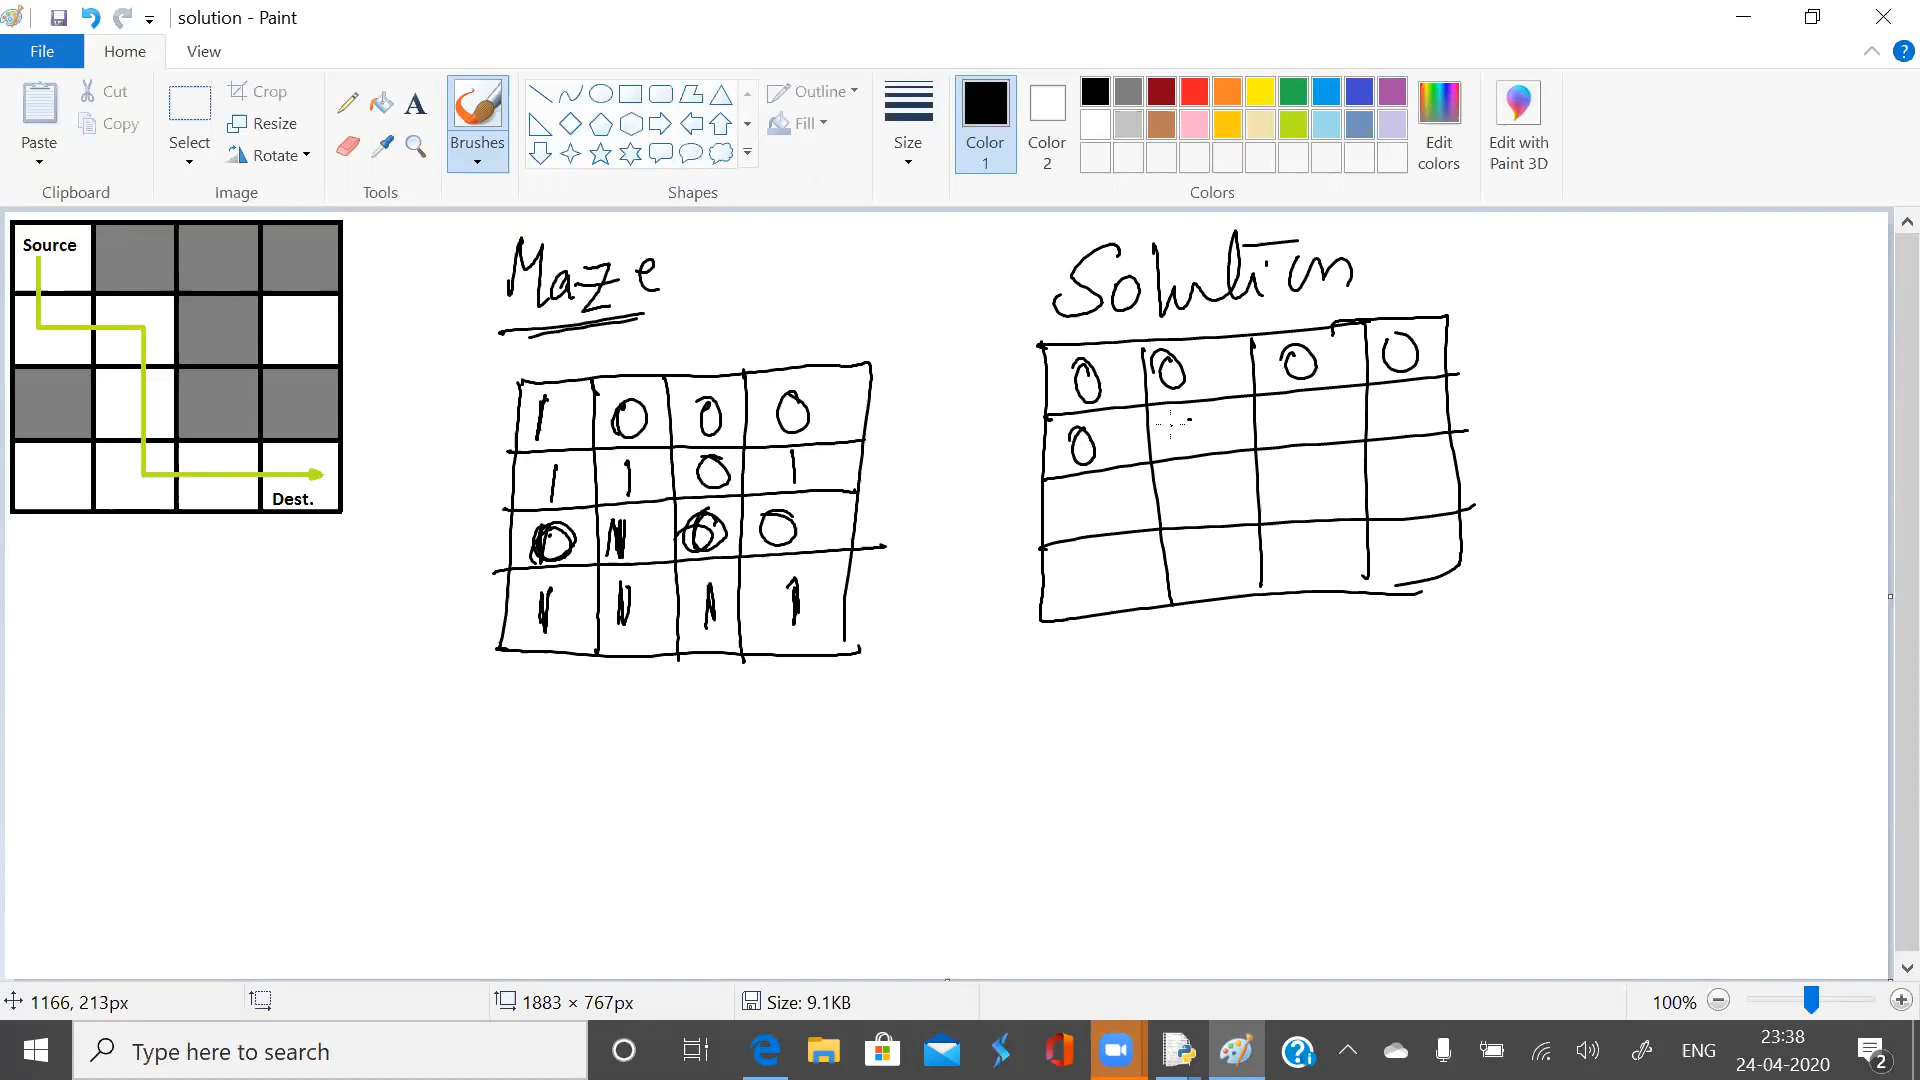 solution - Paint
File Home View
Paste
Cut
Copy
Clipboard
Select
Crop
Resize
Rotate
Image
Tools
Brushes
Outline
Fill
Shapes
Size
Color 1
Color 2
Colors
Edit colors
Edit with Paint 3D
Source
Dest.
Maze
1 0 0 0
1 1 0 1
0 1 0 0
1 1 1 1
Solution
0 0 0 0
0
1166, 213px
1883 × 767px
Size: 9.1KB
100%
Type here to search
ENG
23:38
24-04-2020
2